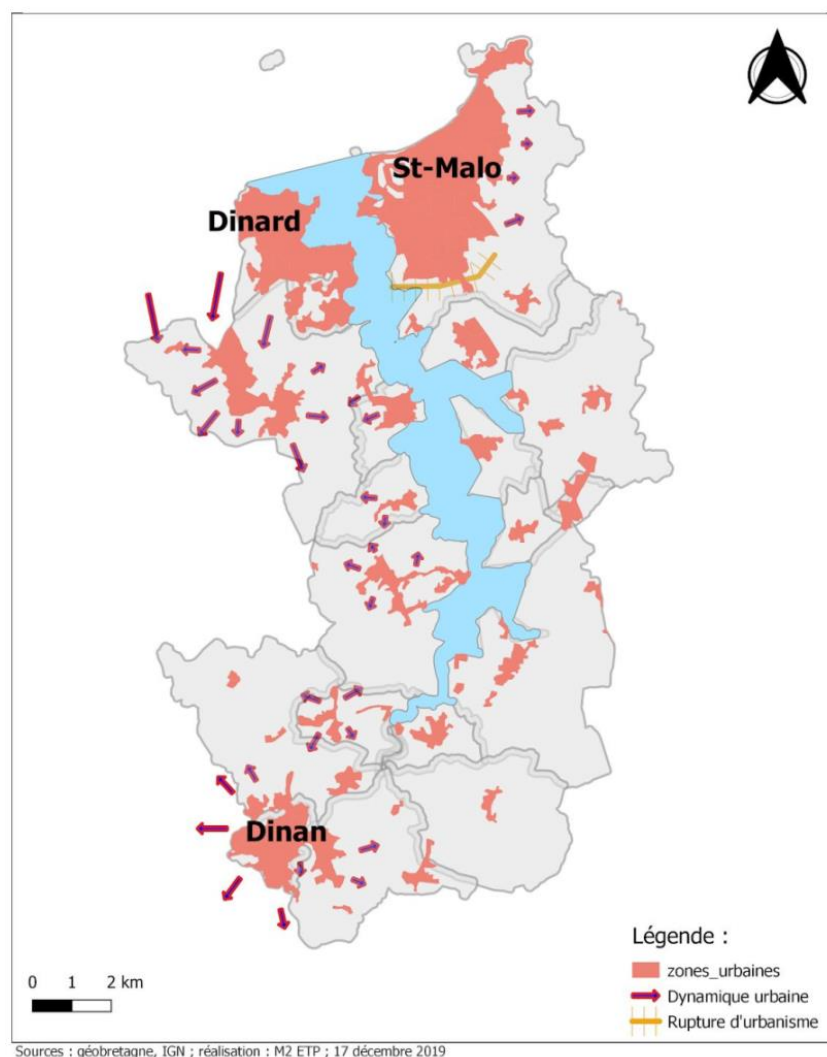 St-Malo
Dinard
Dinan
Légende :
zones_urbaines
Dynamique urbaine
Rupture d'urbanisme
0 1 2 km
Sources : géobretagne, IGN ; réalisation : M2 ETP ; 17 décembre 2019